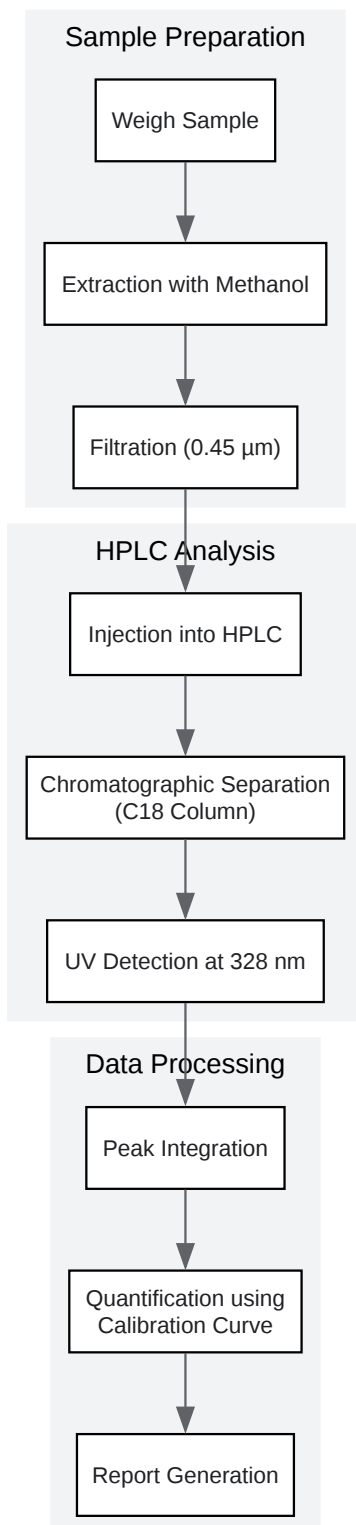 Sample Preparation
Weigh Sample
Extraction with Methanol
Filtration (0.45 µm)
HPLC Analysis
Injection into HPLC
Chromatographic Separation
(C18 Column)
UV Detection at 328 nm
Data Processing
Peak Integration
Quantification using
Calibration Curve
Report Generation